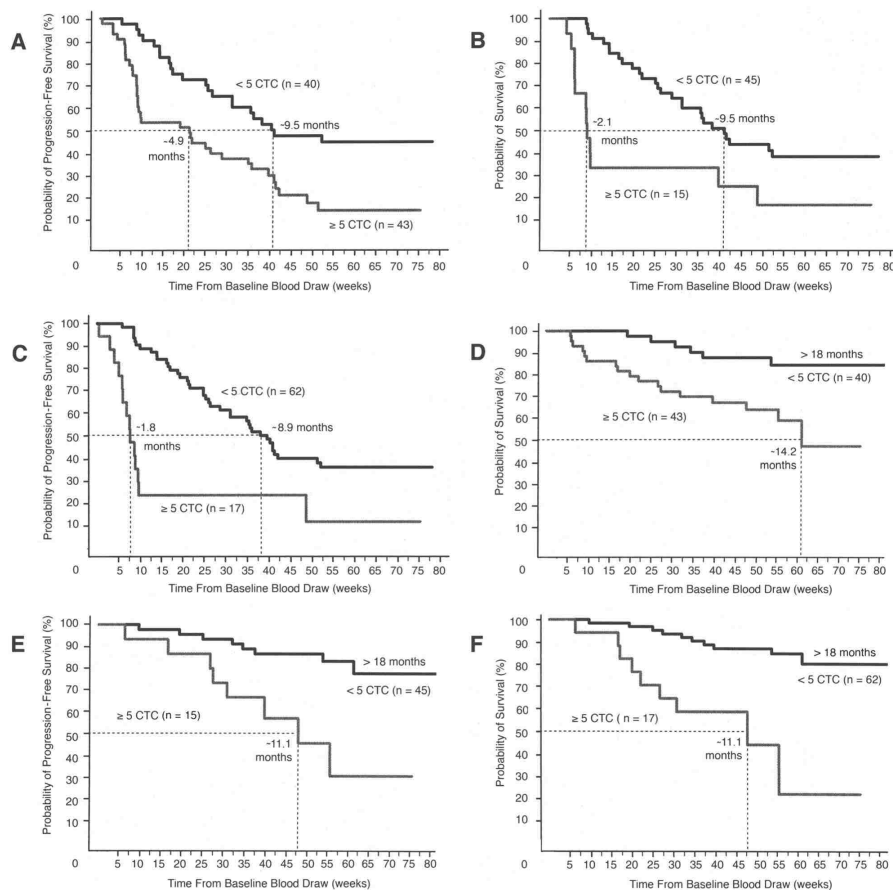 A
Probability of Progression-Free Survival (%)
100
90
80
70
60
50
40
30
20
10
0
< 5 CTC (n = 40)
~9.5 months
~4.9
months
≥ 5 CTC (n = 43)
5 10 15 20 25 30 35 40 45 50 55 60 65 70 75 80
Time From Baseline Blood Draw (weeks)
B
Probability of Survival (%)
100
90
80
70
60
50
40
30
20
10
0
< 5 CTC (n = 45)
~2.1
months
~9.5 months
≥ 5 CTC (n = 15)
5 10 15 20 25 30 35 40 45 50 55 60 65 70 75 80
Time From Baseline Blood Draw (weeks)
C
Probability of Progression-Free Survival (%)
100
90
80
70
60
50
40
30
20
10
0
< 5 CTC (n = 62)
~1.8
months
~8.9 months
≥ 5 CTC (n = 17)
5 10 15 20 25 30 35 40 45 50 55 60 65 70 75 80
Time From Baseline Blood Draw (weeks)
D
Probability of Survival (%)
100
90
80
70
60
50
40
30
20
10
0
> 18 months
< 5 CTC (n = 40)
≥ 5 CTC (n = 43)
~14.2
months
5 10 15 20 25 30 35 40 45 50 55 60 65 70 75 80
Time From Baseline Blood Draw (weeks)
E
Probability of Progression-Free Survival (%)
100
90
80
70
60
50
40
30
20
10
0
> 18 months
< 5 CTC (n = 45)
≥ 5 CTC (n = 15)
~11.1
months
5 10 15 20 25 30 35 40 45 50 55 60 65 70 75 80
Time From Baseline Blood Draw (weeks)
F
Probability of Survival (%)
100
90
80
70
60
50
40
30
20
10
0
> 18 months
< 5 CTC (n = 62)
≥ 5 CTC ( n = 17)
~11.1
months
5 10 15 20 25 30 35 40 45 50 55 60 65 70 75 80
Time From Baseline Blood Draw (weeks)